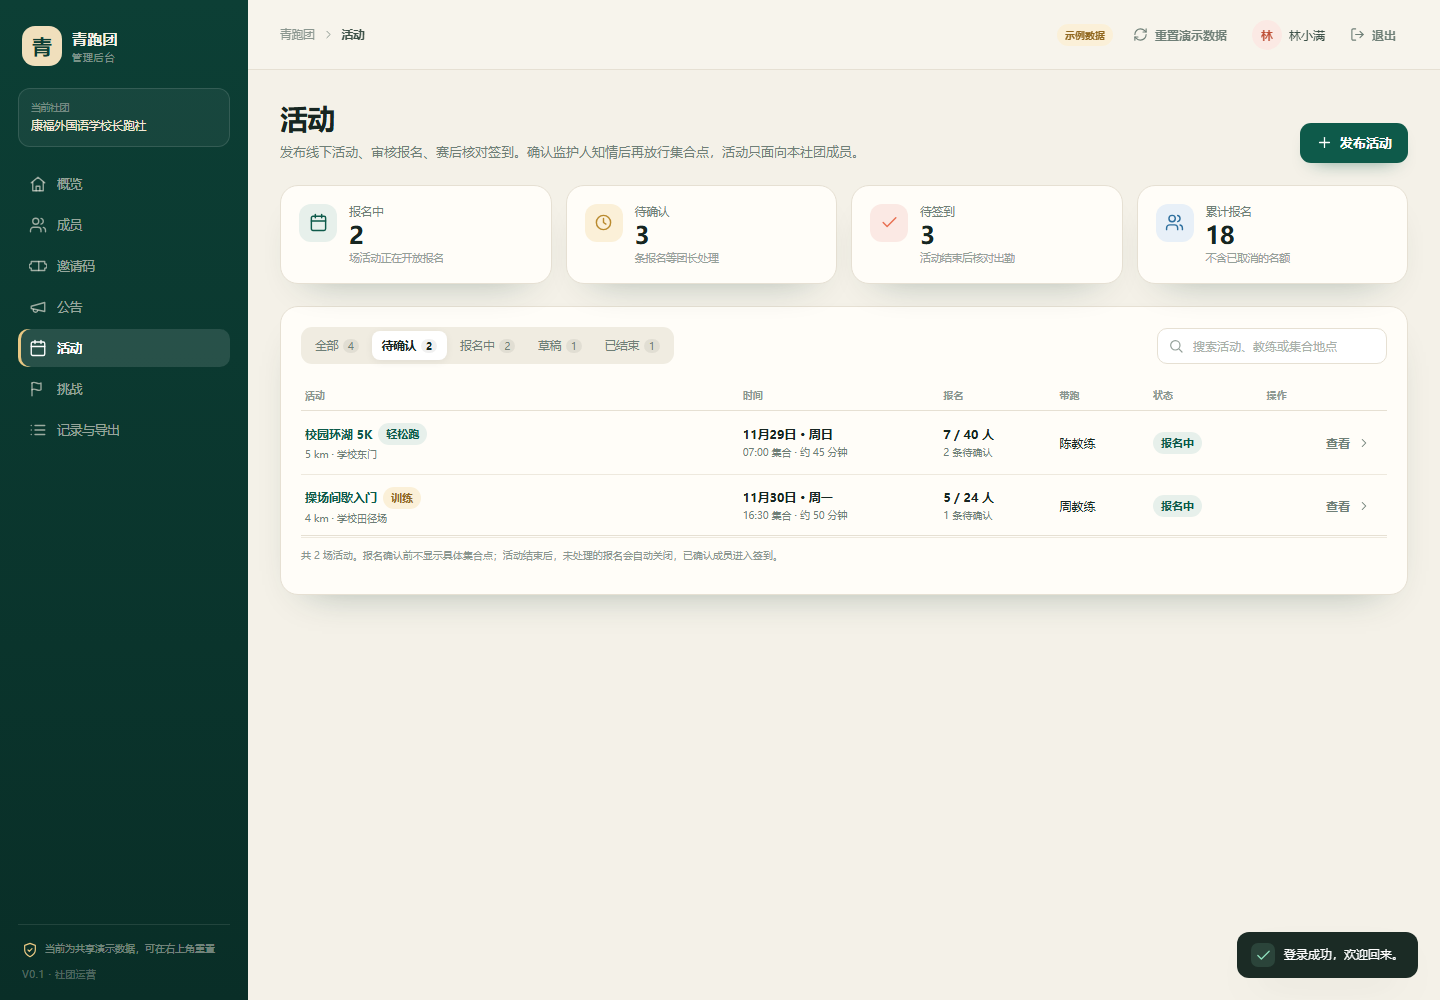 青
青跑团
管理后台
当前社团
康福外国语学校长跑社
概览
成员
邀请码
公告
活动
挑战
记录与导出
当前为共享演示数据，可在右上角重置
V0.1 · 社团运营
青跑团 > 活动
示例数据
重置演示数据
林
林小满
退出
活动
发布线下活动、审核报名、赛后核对签到。确认监护人知情后再放行集合点，活动只面向本社团成员。
+ 发布活动
报名中
2
场活动正在开放报名
待确认
3
条报名等团长处理
待签到
3
活动结束后核对出勤
累计报名
18
不含已取消的名额
全部 4 待确认 2 报名中 2 草稿 1 已结束 1
搜索活动、教练或集合地点
活动 时间 报名 带跑 状态 操作
校园环湖 5K 轻松跑 11月29日 · 周日 7 / 40 人 陈教练 报名中 查看 >
5 km · 学校东门 07:00 集合 · 约 45 分钟 2 条待确认
操场间歇入门 训练 11月30日 · 周一 5 / 24 人 周教练 报名中 查看 >
4 km · 学校田径场 16:30 集合 · 约 50 分钟 1 条待确认
共 2 场活动。报名确认前不显示具体集合点；活动结束后，未处理的报名会自动关闭，已确认成员进入签到。
登录成功，欢迎回来。